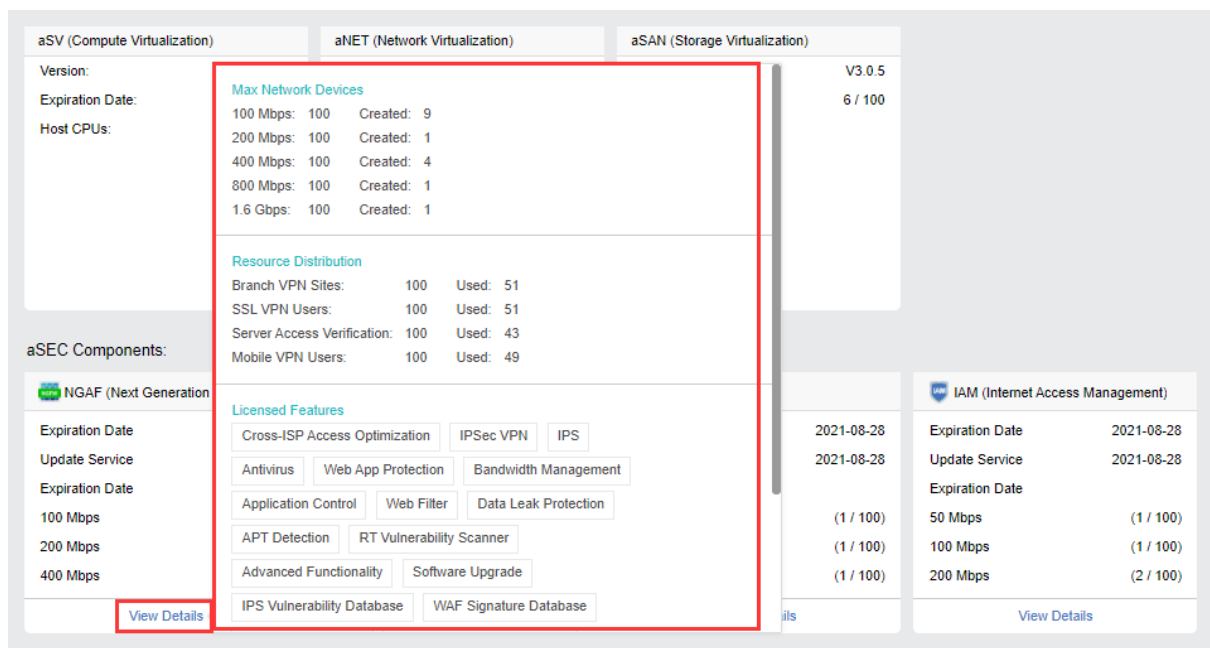 aSV (Compute Virtualization)
aNET (Network Virtualization)
aSAN (Storage Virtualization)
Version:
V3.0.5
Expiration Date:
6 / 100
Host CPUs:
Max Network Devices
100 Mbps: 100 Created: 9
200 Mbps: 100 Created: 1
400 Mbps: 100 Created: 4
800 Mbps: 100 Created: 1
1.6 Gbps: 100 Created: 1
Resource Distribution
Branch VPN Sites: 100 Used: 51
SSL VPN Users: 100 Used: 51
Server Access Verification: 100 Used: 43
Mobile VPN Users: 100 Used: 49
Licensed Features
Cross-ISP Access Optimization IPSec VPN IPS
Antivirus Web App Protection Bandwidth Management
Application Control Web Filter Data Leak Protection
APT Detection RT Vulnerability Scanner
Advanced Functionality Software Upgrade
IPS Vulnerability Database WAF Signature Database
aSEC Components:
NGAF (Next Generation
Expiration Date
Update Service
Expiration Date
100 Mbps
200 Mbps
400 Mbps
View Details
2021-08-28
2021-08-28
(1 / 100)
(1 / 100)
(1 / 100)
ils
IAM (Internet Access Management)
Expiration Date 2021-08-28
Update Service 2021-08-28
Expiration Date
50 Mbps (1 / 100)
100 Mbps (1 / 100)
200 Mbps (2 / 100)
View Details